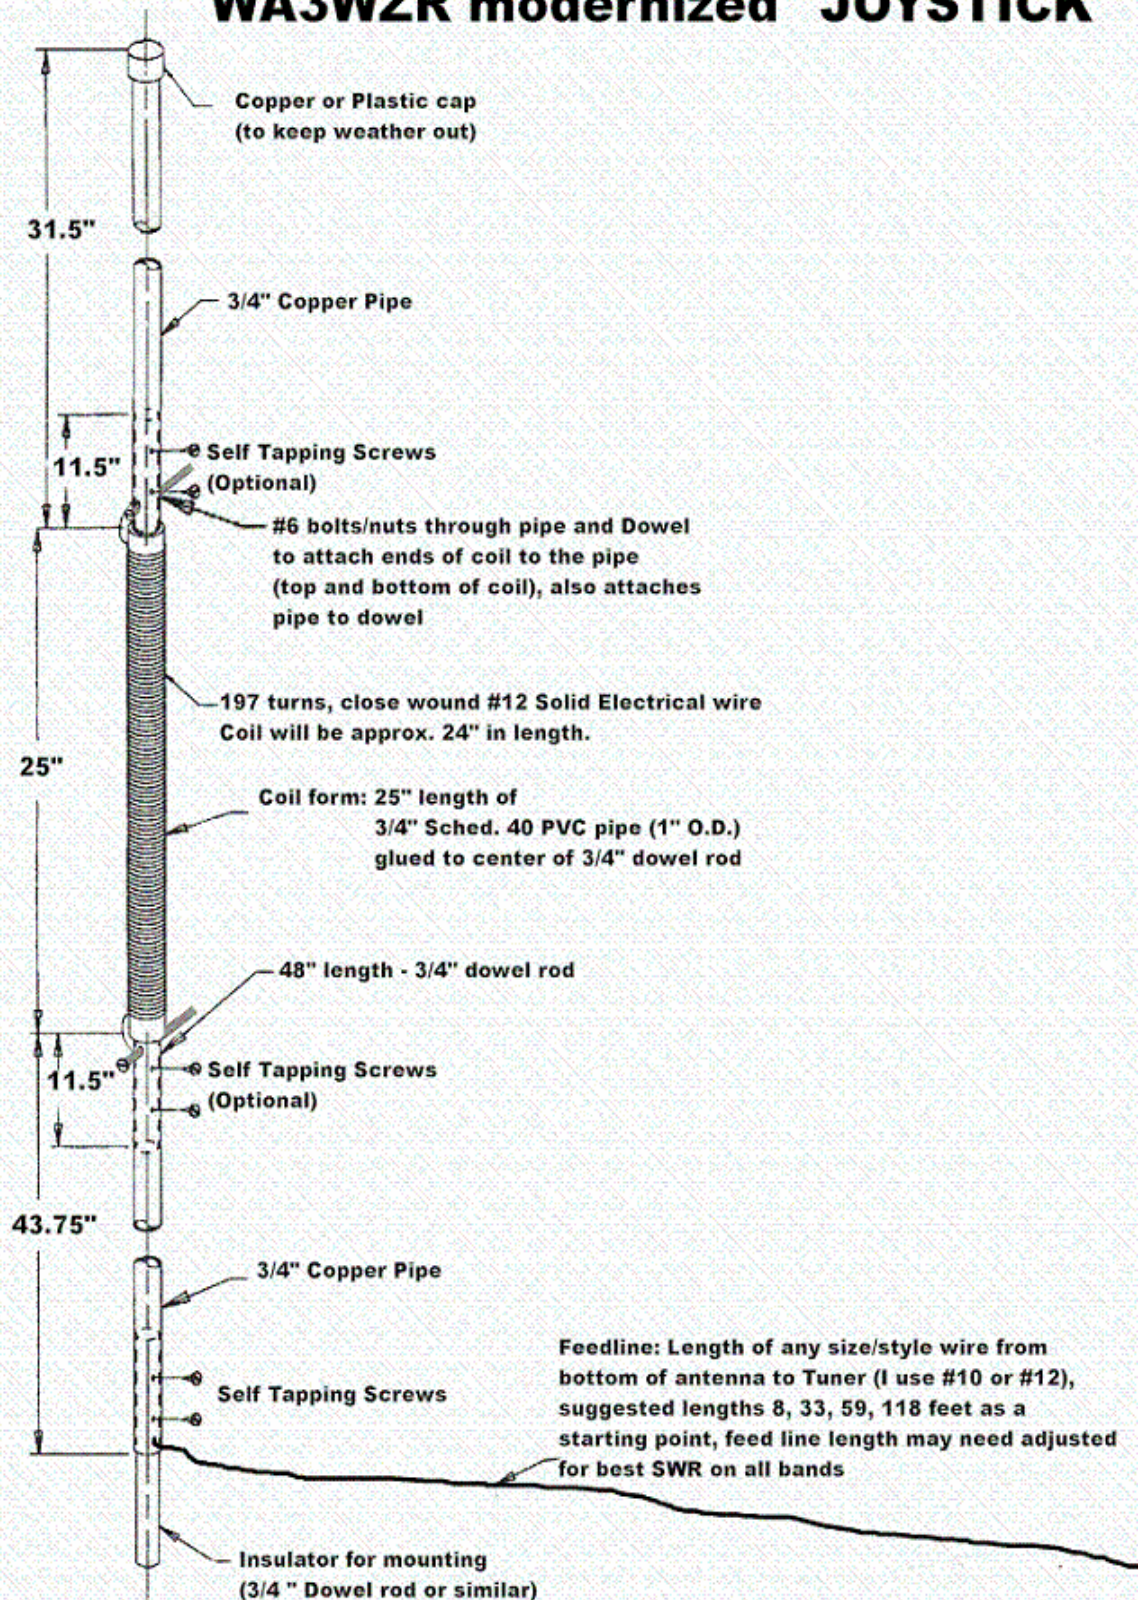 WA3WZR modernized "JOYSTICK"
Copper or Plastic cap
(to keep weather out)
31.5"
3/4" Copper Pipe
11.5"
Self Tapping Screws
(Optional)
#6 bolts/nuts through pipe and Dowel
to attach ends of coil to the pipe
(top and bottom of coil), also attaches
pipe to dowel
197 turns, close wound #12 Solid Electrical wire
Coil will be approx. 24" in length.
25"
Coil form: 25" length of
3/4" Sched. 40 PVC pipe (1" O.D.)
glued to center of 3/4" dowel rod
48" length - 3/4" dowel rod
11.5"
Self Tapping Screws
(Optional)
43.75"
3/4" Copper Pipe
Self Tapping Screws
Feedline: Length of any size/style wire from
bottom of antenna to Tuner (I use #10 or #12),
suggested lengths 8, 33, 59, 118 feet as a
starting point, feed line length may need adjusted
for best SWR on all bands
Insulator for mounting
(3/4 " Dowel rod or similar)